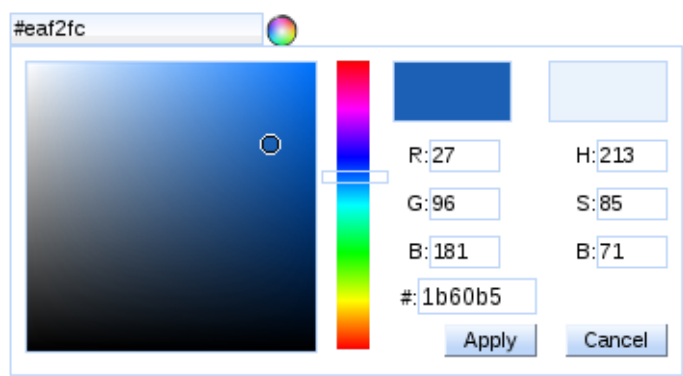 #eaf2fc
R: 27 H: 213
G: 96 S: 85
B: 181 B: 71
#: 1b60b5
Apply Cancel